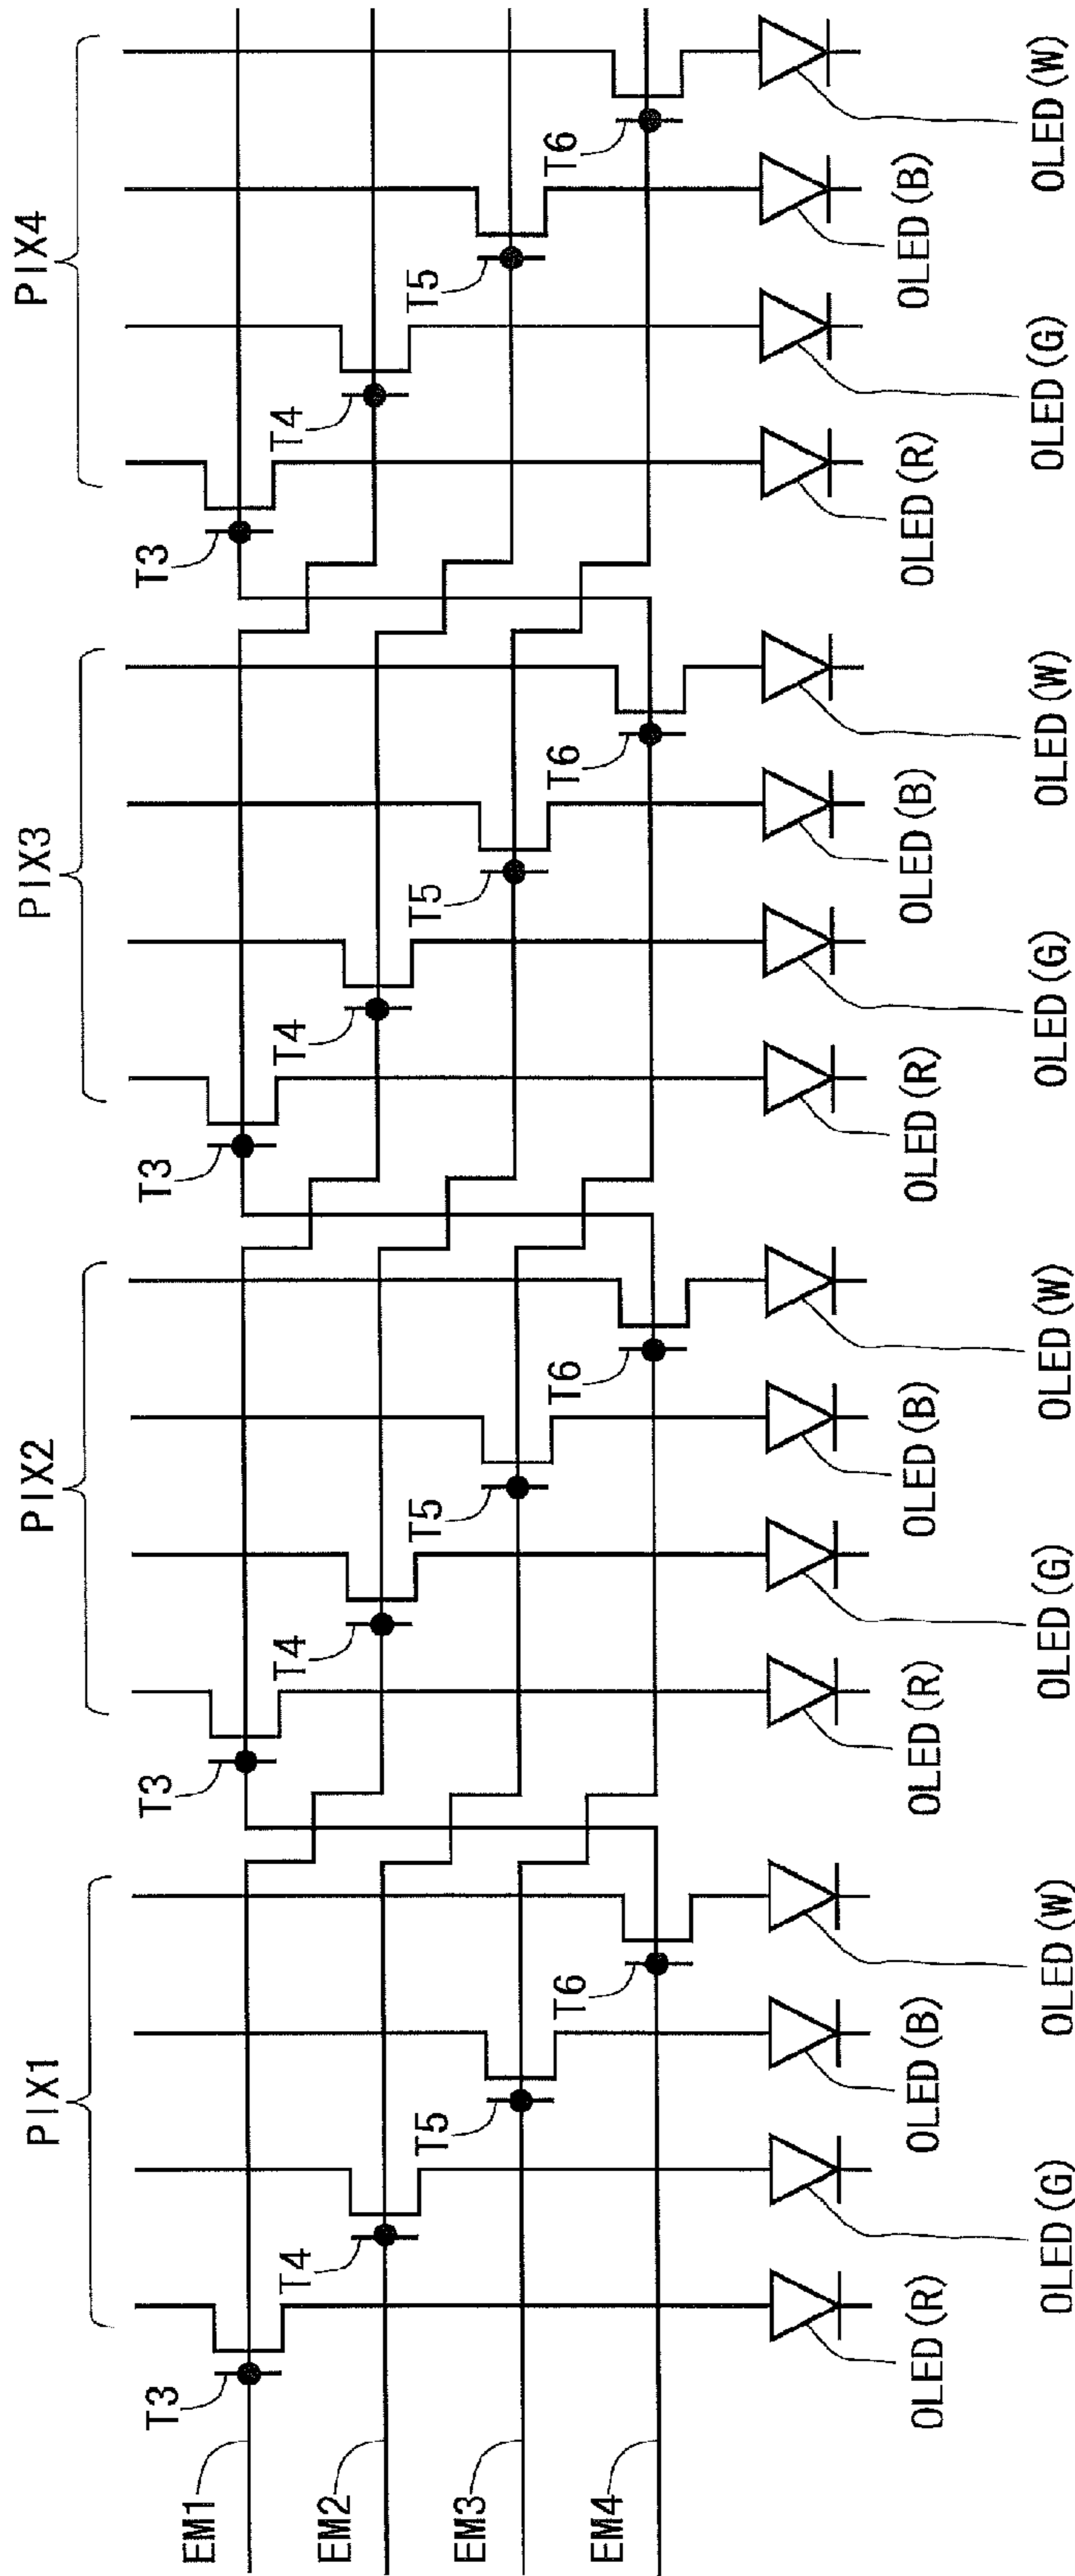 PIX1 PIX2 PIX3 PIX4
EM1 T3 T3 T3 T3
EM2 T4 T4 T4 T4
EM3 T5 T5 T5 T5
EM4 T6 T6 T6 T6
OLED(R) OLED(B) OLED(R) OLED(B) OLED(R) OLED(B) OLED(R) OLED(B)
OLED(G) OLED(W) OLED(G) OLED(W) OLED(G) OLED(W) OLED(G) OLED(W)